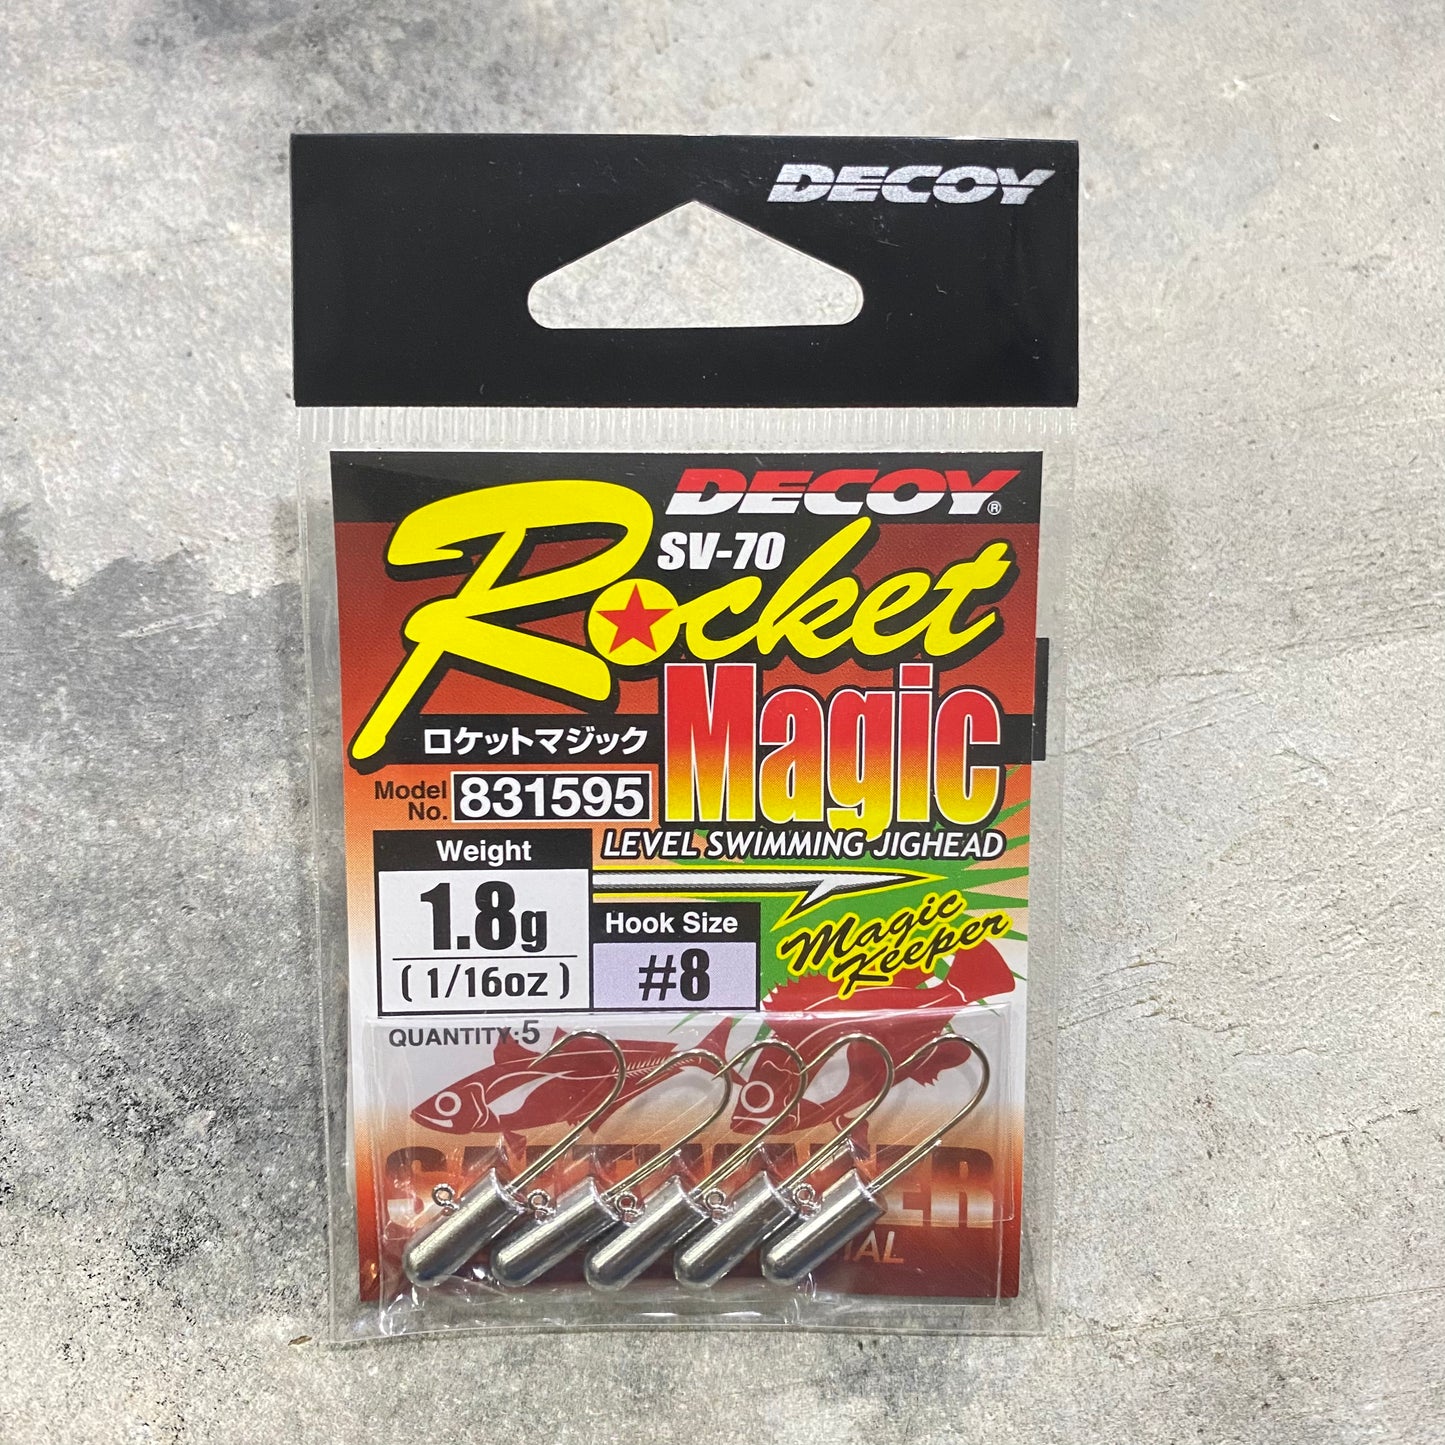 DECOY
DECOY®
SV-70
Rocket
Magic
ロケットマジック
Model No. 831595
LEVEL SWIMMING JIGHEAD
Weight
1.8g
(1/16oz)
Hook Size
#8
Magic
Keeper
QUANTITY:5
SALTWATER